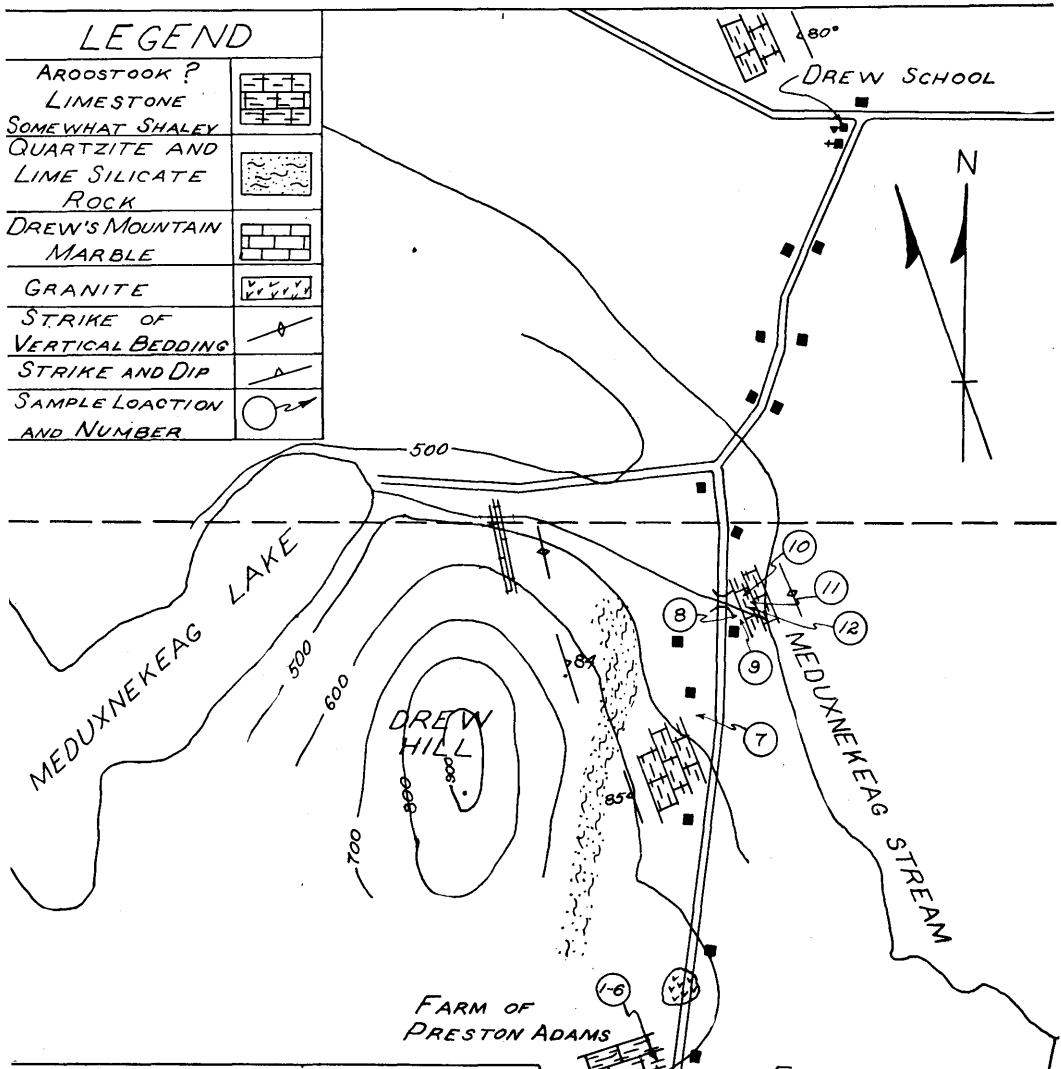 LEGEND
AROOSTOOK ?
LIMESTONE
SOMEWHAT SHALEY
QUARTZITE AND
LIME SILICATE
ROCK
DREW'S MOUNTAIN
MARBLE
GRANITE
STRIKE OF
VERTICAL BEDDING
STRIKE AND DIP
SAMPLE LOACTION
AND NUMBER
80°
DREW SCHOOL
N
500
MEDUXNEKEAG LAKE
500
600
700
800
900
DREW
HILL
84
85
10
11
8
12
9
7
MEDUXNEKEAG STREAM
1-6
FARM OF
PRESTON ADAMS